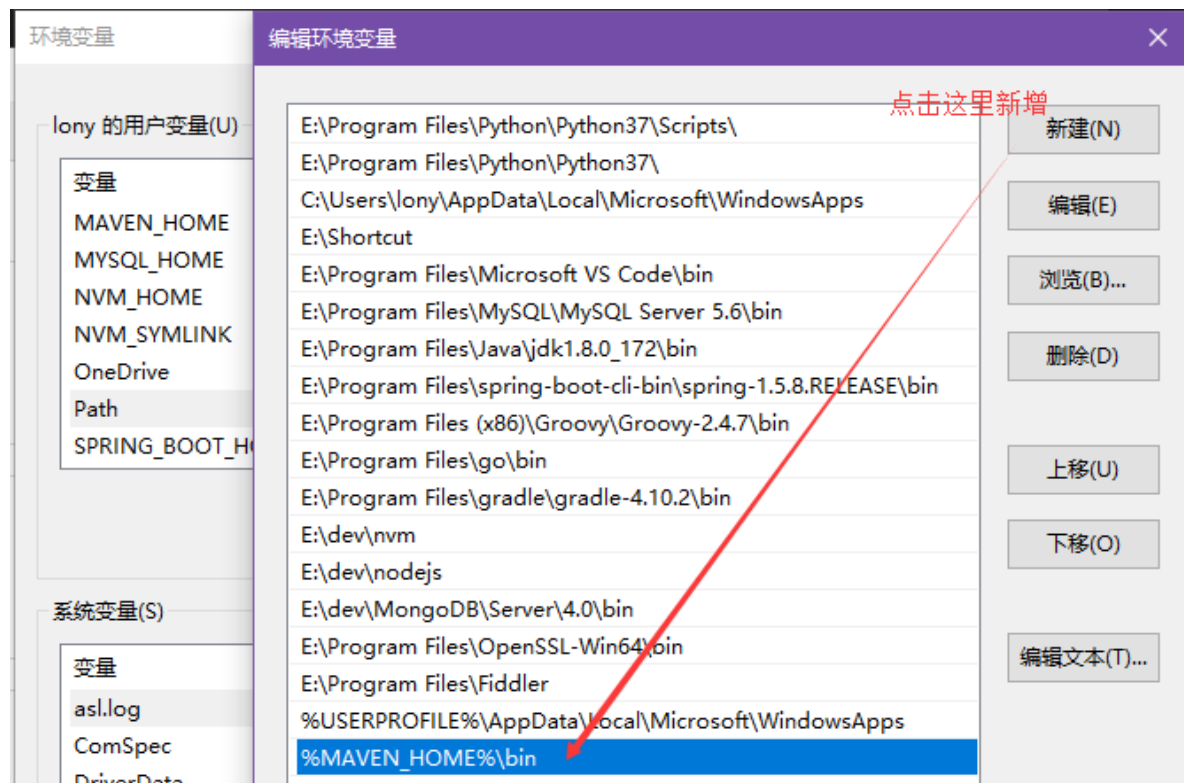 环境变量
编辑环境变量
点击这里新增
lony 的用户变量(U)
变量
MAVEN_HOME
MYSQL_HOME
NVM_HOME
NVM_SYMLINK
OneDrive
Path
SPRING_BOOT_H
系统变量(S)
变量
asl.log
ComSpec
DriverData
E:\Program Files\Python\Python37\Scripts\
E:\Program Files\Python\Python37\
C:\Users\lony\AppData\Local\Microsoft\WindowsApps
E:\Shortcut
E:\Program Files\Microsoft VS Code\bin
E:\Program Files\MySQL\MySQL Server 5.6\bin
E:\Program Files\Java\jdk1.8.0_172\bin
E:\Program Files\spring-boot-cli-bin\spring-1.5.8.RELEASE\bin
E:\Program Files (x86)\Groovy\Groovy-2.4.7\bin
E:\Program Files\go\bin
E:\Program Files\gradle\gradle-4.10.2\bin
E:\dev\nvm
E:\dev\nodejs
E:\dev\MongoDB\Server\4.0\bin
E:\Program Files\OpenSSL-Win64\bin
E:\Program Files\Fiddler
%USERPROFILE%\AppData\Local\Microsoft\WindowsApps
%MAVEN_HOME%\bin
新建(N)
编辑(E)
浏览(B)...
删除(D)
上移(U)
下移(O)
编辑文本(T)...